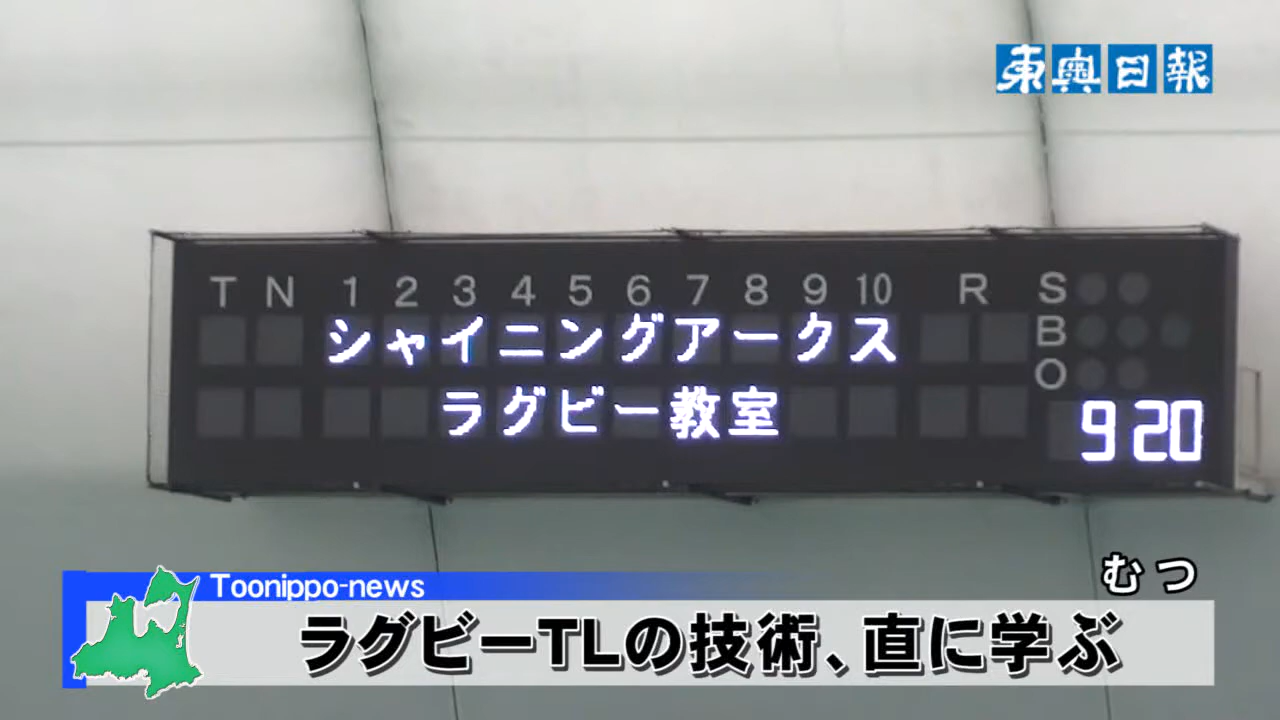 東奥日報
T N 1 2 3 4 5 6 7 8 9 10 R S
シャイニングアークス
B
O
ラグビー教室
9 20
むつ
Toonippo-news
ラグビーTLの技術、直に学ぶ